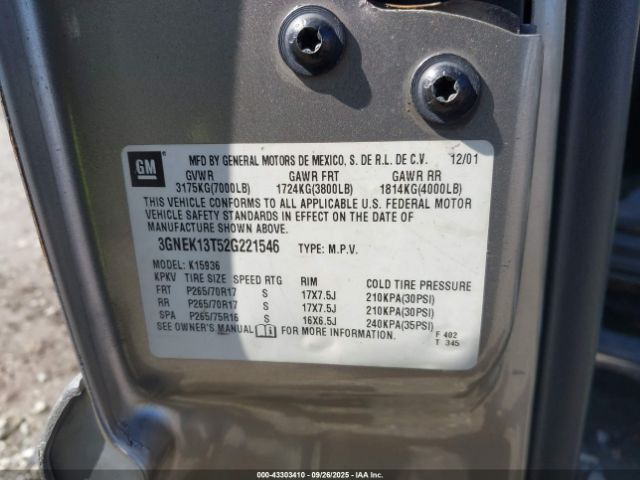 GM
MFD BY GENERAL MOTORS DE MEXICO, S. DE R.L. DE C.V. 12/01
GVWR GAWR FRT GAWR RR
3175KG(7000LB) 1724KG(3800LB) 1814KG(4000LB)
THIS VEHICLE CONFORMS TO ALL APPLICABLE U.S. FEDERAL MOTOR
VEHICLE SAFETY STANDARDS IN EFFECT ON THE DATE OF
MANUFACTURE SHOWN ABOVE.
3GNEK13T52G221546 TYPE: M.P.V.
MODEL: K15936
KPKV TIRE SIZE SPEED RTG RIM COLD TIRE PRESSURE
FRT P265/70R17 S 17X7.5J 210KPA(30PSI)
RR P265/70R17 S 17X7.5J 210KPA(30PSI)
SPA P265/75R16 S 16X6.5J 240KPA(35PSI)
SEE OWNER'S MANUAL FOR MORE INFORMATION.
F 402
T 345
000-43303410 - 09/26/2025 - IAA Inc.